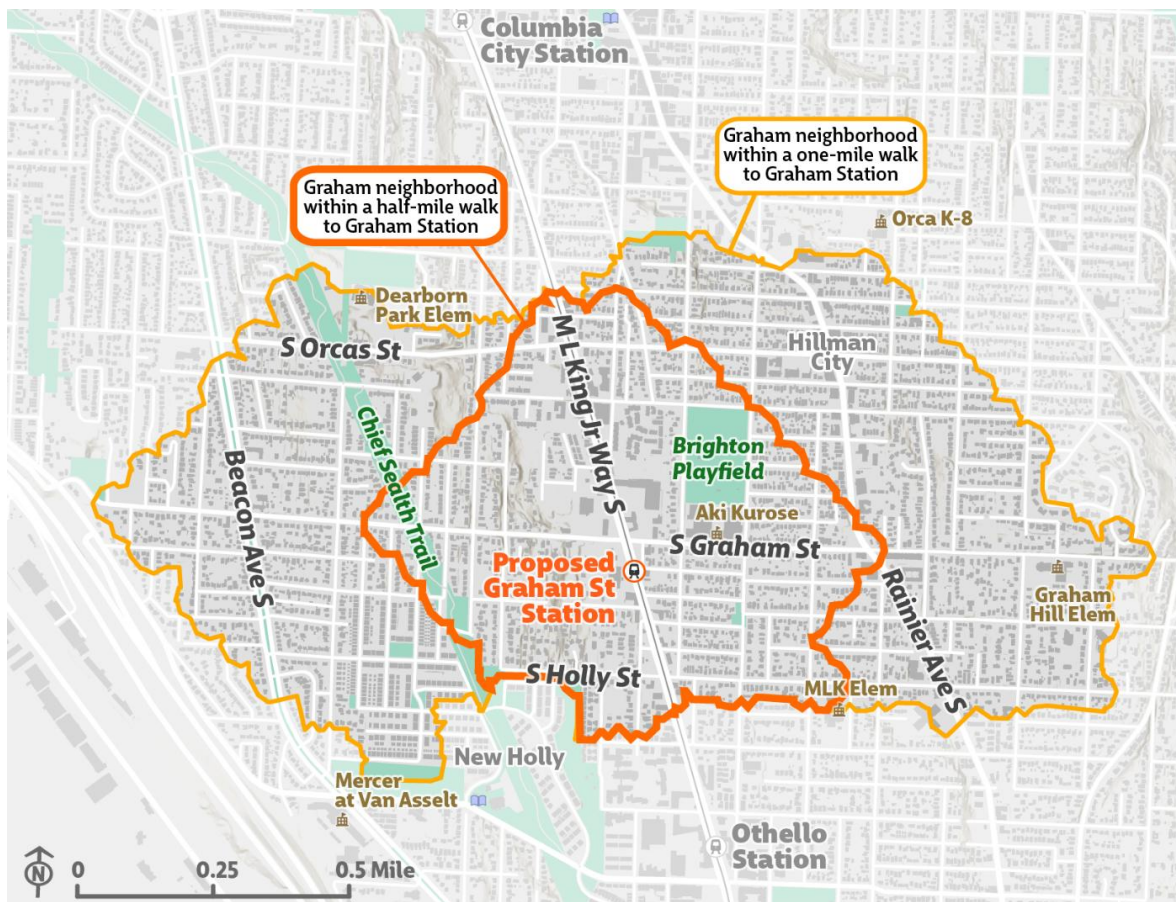 Columbia
City Station
Graham neighborhood
within a one-mile walk
to Graham Station
Graham neighborhood
within a half-mile walk
to Graham Station
Orca K-8
Dearborn
Park Elem
S Orcas St
M L King Jr Way S
Hillman
City
Chief Sealth Trail
Brighton
Playfield
Beacon Ave S
Aki Kurose
S Graham St
Proposed
Graham St
Station
Rainier Ave S
Graham
Hill Elem
S Holly St
MLK Elem
New Holly
Mercer
at Van Asselt
Othello
Station
N
0 0.25 0.5 Mile